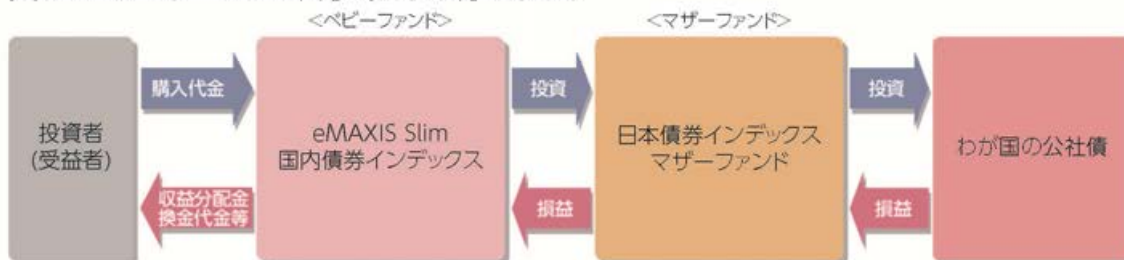 <ベビーファンド>
<マザーファンド>
購入代金
投資
投資
投資者
(受益者)
eMAXIS Slim
国内債券インデックス
日本債券インデックス
マザーファンド
わが国の公社債
収益分配金
換金代金等
損益
損益